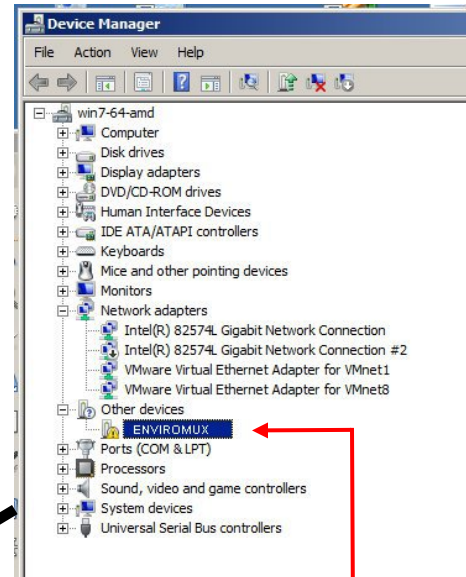 Device Manager
File Action View Help
win7-64-amd
Computer
Disk drives
Display adapters
DVD/CD-ROM drives
Human Interface Devices
IDE ATA/ATAPI controllers
Keyboards
Mice and other pointing devices
Monitors
Network adapters
Intel(R) 82574L Gigabit Network Connection
Intel(R) 82574L Gigabit Network Connection #2
VMware Virtual Ethernet Adapter for VMnet1
VMware Virtual Ethernet Adapter for VMnet8
Other devices
ENVIROMUX
Ports (COM & LPT)
Processors
Sound, video and game controllers
System devices
Universal Serial Bus controllers